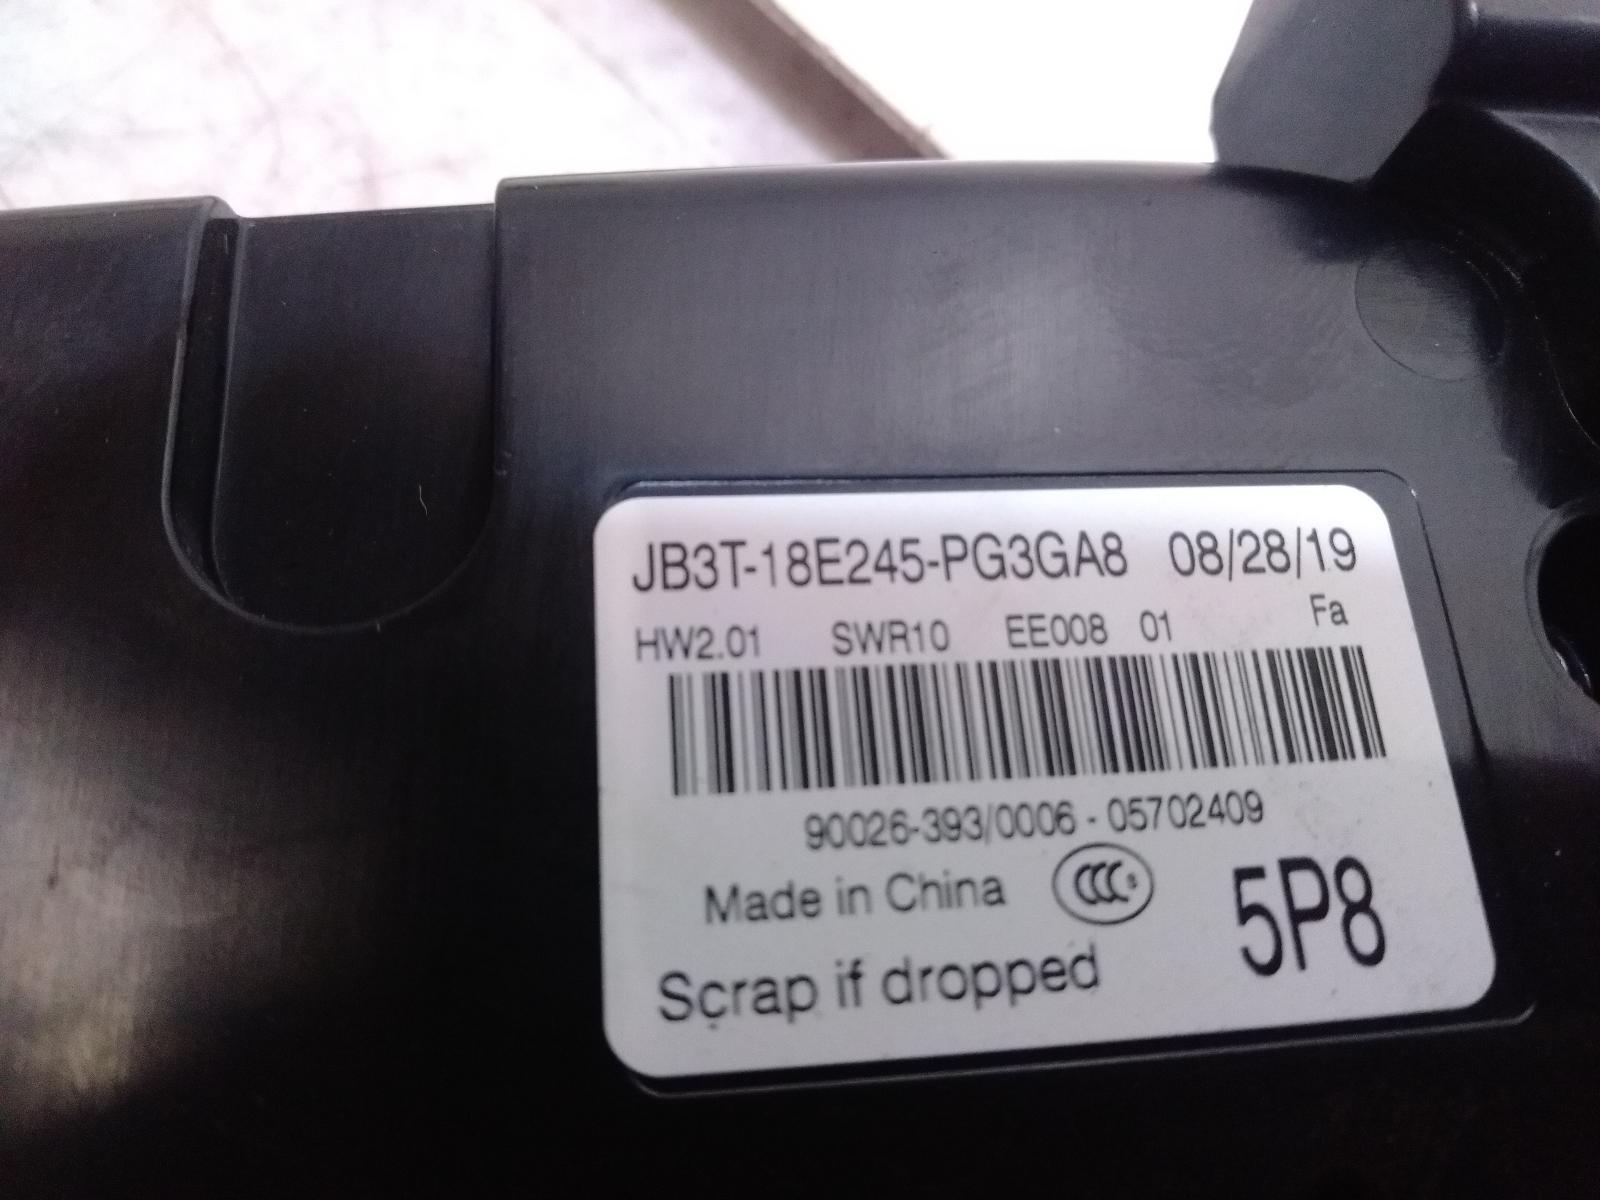 JB3T-18E245-PG3GA8 08/28/19
HW2.01 SWR10 EE008 01 Fa
90026-393/0006 - 05702409
Made in China CCC S
5P8
Scrap if dropped